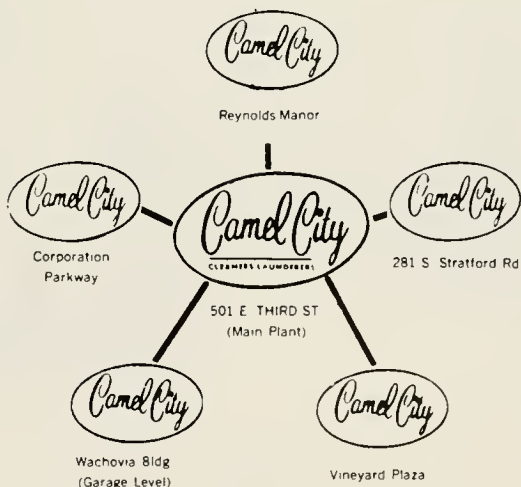 Camel City
Reynolds Manor
Camel City
Corporation
Parkway
Camel City
CLEANERS LAUNDERERS
501 E. THIRD ST
(Main Plant)
Camel City
281 S. Stratford Rd
Camel City
Wachovia Bldg
(Garage Level)
Camel City
Vineyard Plaza